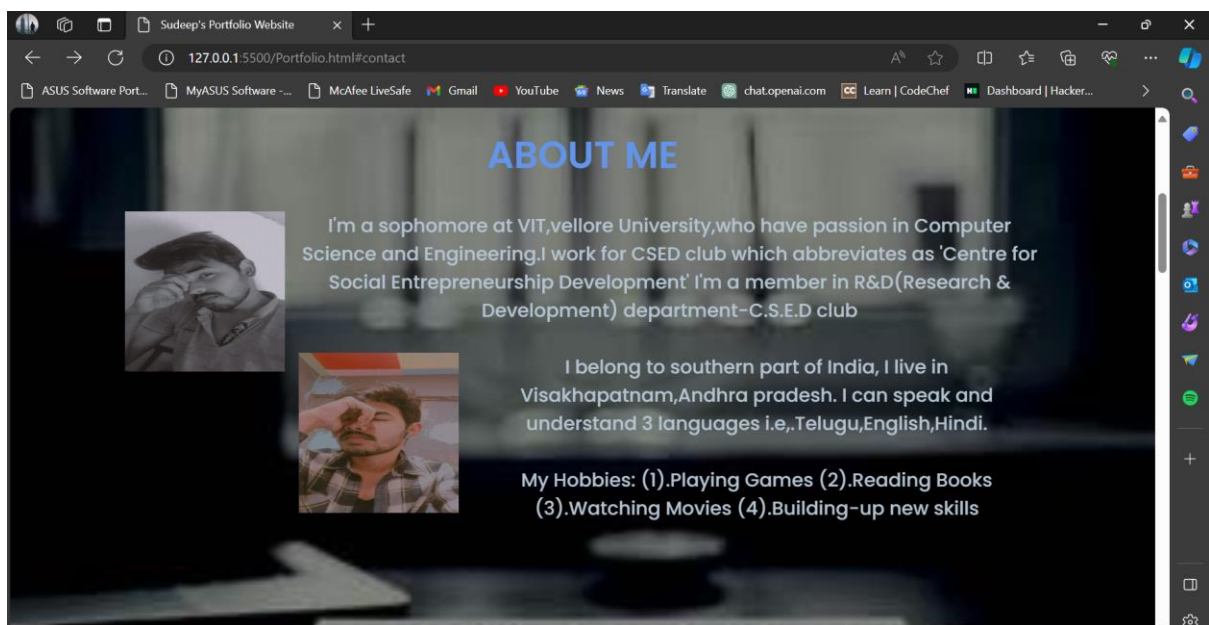 Sudeep's Portfolio Website
127.0.0.1:5500/Portfolio.html#contact
ASUS Software Port... MyASUS Software -... McAfee LiveSafe Gmail YouTube News Translate chat.openai.com CC Learn | CodeChef Dashboard | Hacker...
ABOUT ME
I'm a sophomore at VIT,vellore University,who have passion in Computer
Science and Engineering.I work for CSED club which abbreviates as 'Centre for
Social Entrepreneurship Development' I'm a member in R&D(Research &
Development) department-C.S.E.D club
I belong to southern part of India, I live in
Visakhapatnam,Andhra pradesh. I can speak and
understand 3 languages i.e,.Telugu,English,Hindi.
My Hobbies: (1).Playing Games (2).Reading Books
(3).Watching Movies (4).Building-up new skills